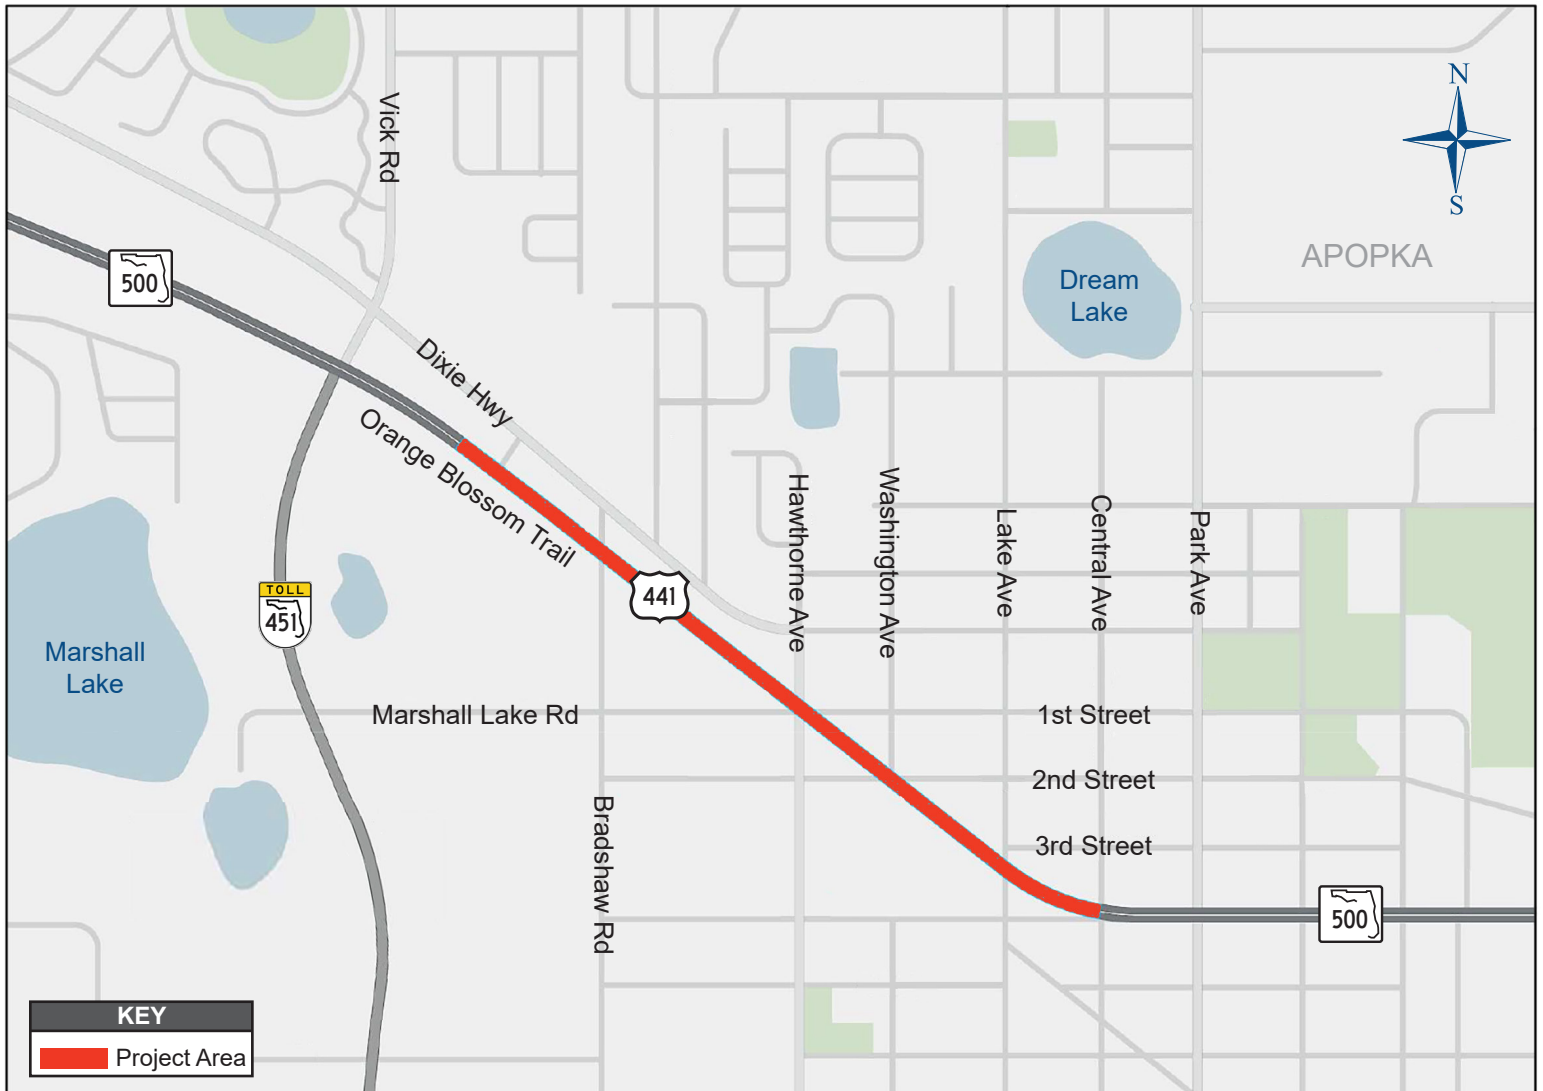 N
S
Vick Rd
APOPKA
500
Dream
Lake
Dixie Hwy
Orange Blossom Trail
Hawthorne Ave
Washington Ave
Lake Ave
Central Ave
Park Ave
441
TOLL
451
Marshall
Lake
Marshall Lake Rd
1st Street
2nd Street
3rd Street
Bradshaw Rd
500
KEY
Project Area